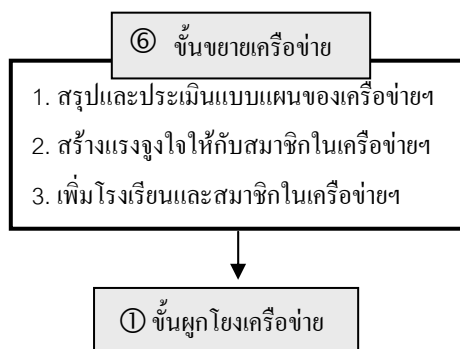 ⑥ ขั้นขยายเครือข่าย
1. สรุปและประเมินแบบแผนของเครือข่ายฯ
2. สร้างแรงจูงใจให้กับสมาชิกในเครือข่ายฯ
3. เพิ่มโรงเรียนและสมาชิกในเครือข่ายฯ
① ขั้นผูกโยงเครือข่าย